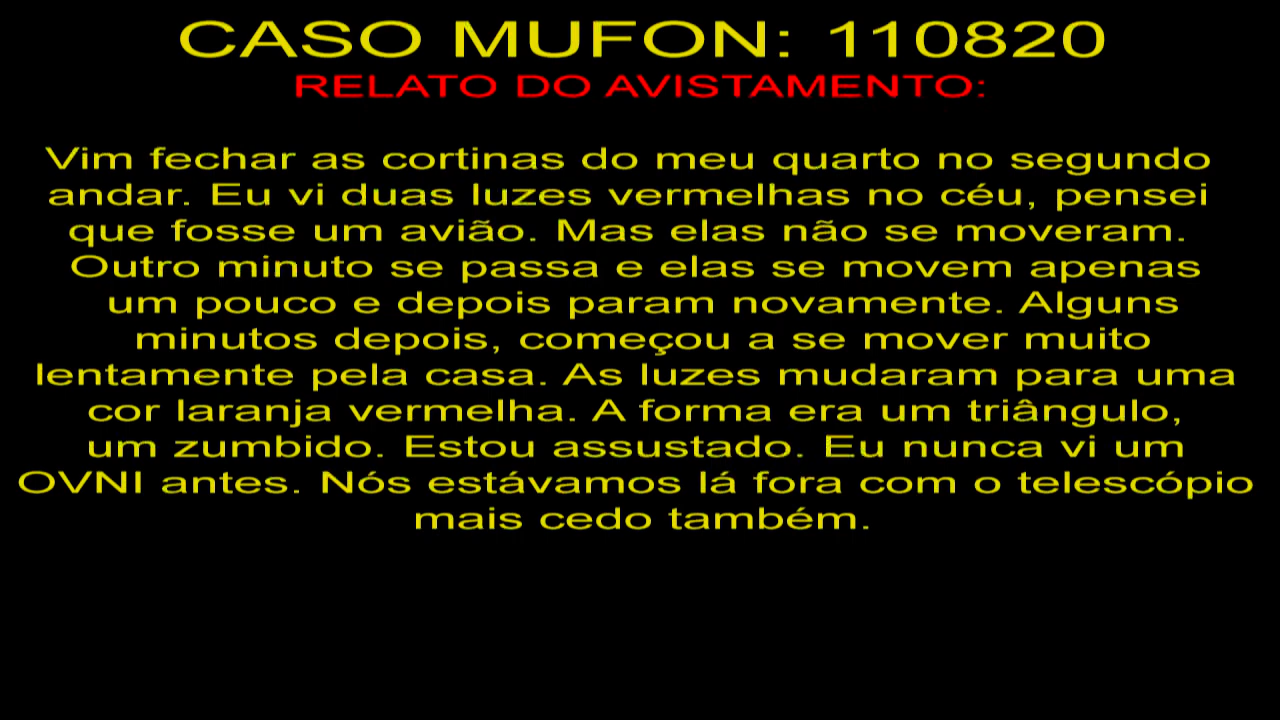 CASO MUFON: 110820
RELATO DO AVISTAMENTO:
Vim fechar as cortinas do meu quarto no segundo
andar. Eu vi duas luzes vermelhas no céu, pensei
que fosse um avião. Mas elas não se moveram.
Outro minuto se passa e elas se movem apenas
um pouco e depois param novamente. Alguns
minutos depois, começou a se mover muito
lentamente pela casa. As luzes mudaram para uma
cor laranja vermelha. A forma era um triângulo,
um zumbido. Estou assustado. Eu nunca vi um
OVNI antes. Nós estávamos lá fora com o telescópio
mais cedo também.